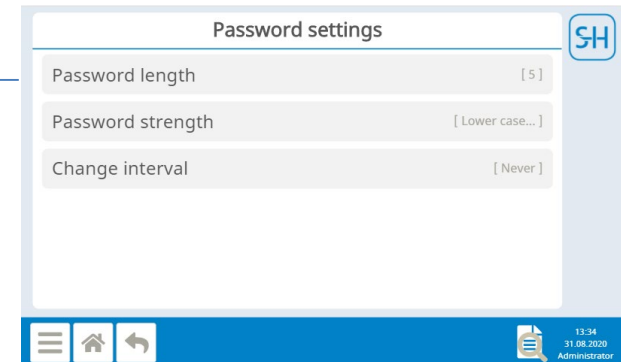 Password settings
SH
Password length [ 5 ]
Password strength [ Lower case... ]
Change interval [ Never ]
13:34
31.08.2020
Administrator